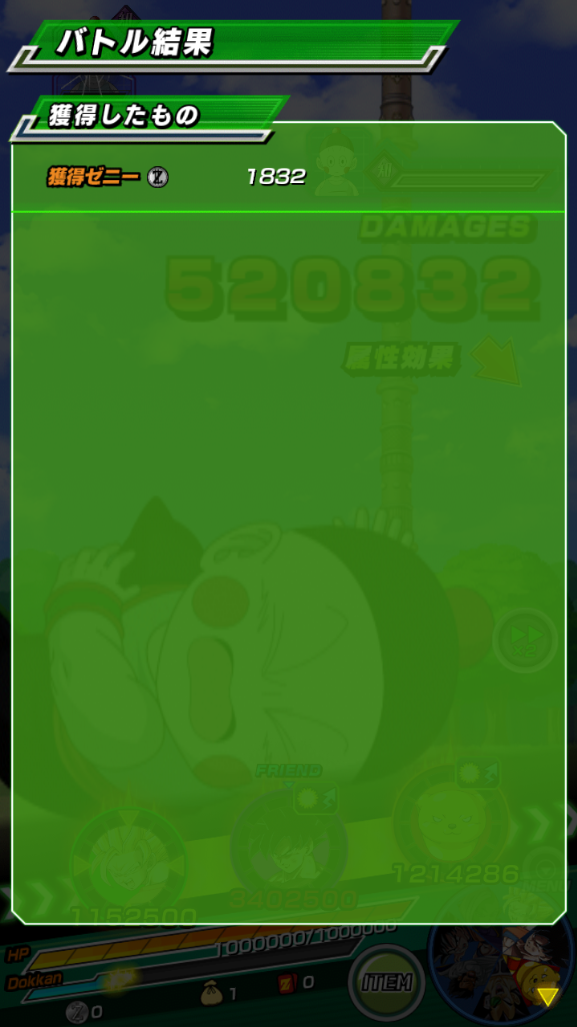 バトル結果
獲得したもの
獲得ゼニー Z 1832
DAMAGES
520832
属性効果
x2
FRIEND
1214286
3402500
1152500
HP 1000000/1000000
Dokkan
0 1 Z 0 ITEM